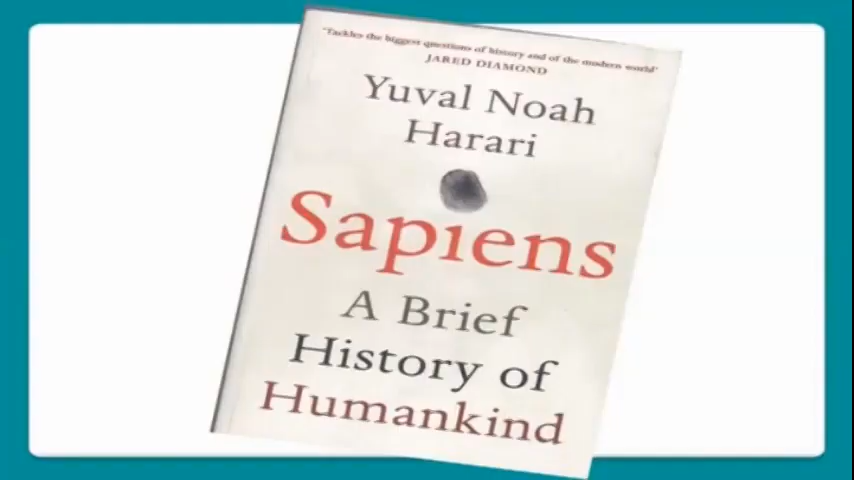 "Tackles the biggest questions of history and of the modern world"
JARED DIAMOND
Yuval Noah
Harari
Sapiens
A Brief
History of
Humankind